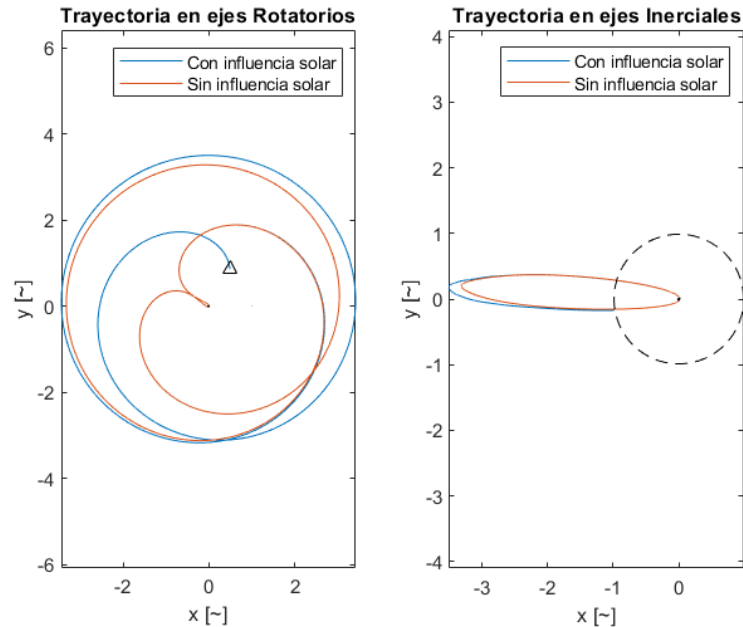 Trayectoria en ejes Rotatorios
Con influencia solar
Sin influencia solar
6
4
2
0
-2
-4
-6
y [~]
-2
0
2
x [~]
Trayectoria en ejes Inerciales
Con influencia solar
Sin influencia solar
4
3
2
1
0
-1
-2
-3
-4
y [~]
-3
-2
-1
0
x [~]